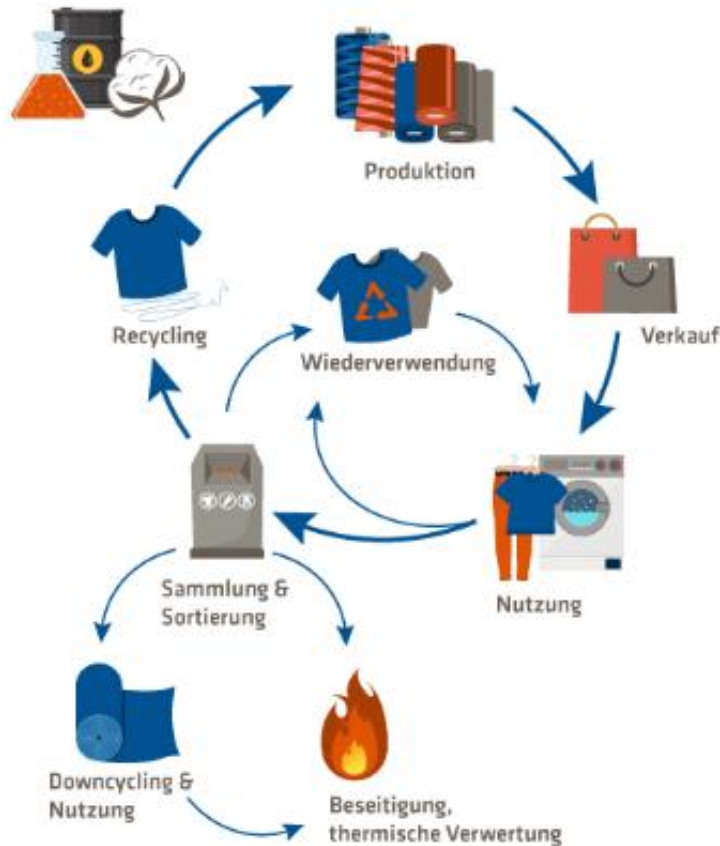 Produktion
Recycling
Wiederverwendung
Verkauf
Sammlung &
Sortierung
Nutzung
Downcycling &
Nutzung
Beseitigung,
thermische Verwertung